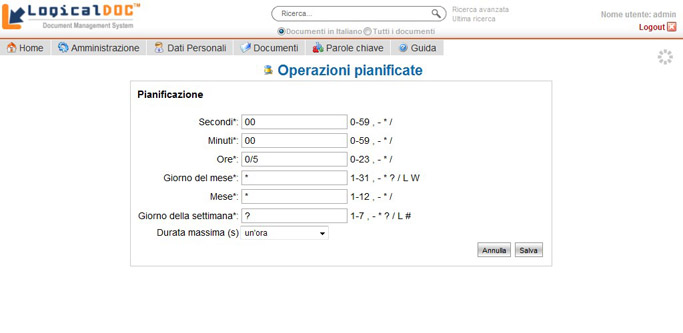 LogicalDOC™
Document Management System
Ricerca...
Ricerca avanzata
Ultima ricerca
Documenti in Italiano Tutti i documenti
Nome utente: admin
Logout
Home Amministrazione Dati Personali Documenti Parole chiave Guida
Operazioni pianificate
Pianificazione
Secondi*: 00 0-59 , - * /
Minuti*: 00 0-59 , - * /
Ore*: 0/5 0-23 , - * /
Giorno del mese*: * 1-31 , - * ? / L W
Mese*: * 1-12 , - * /
Giorno della settimana*: ? 1-7 , - * ? / L #
Durata massima (s) un'ora
Annulla Salva